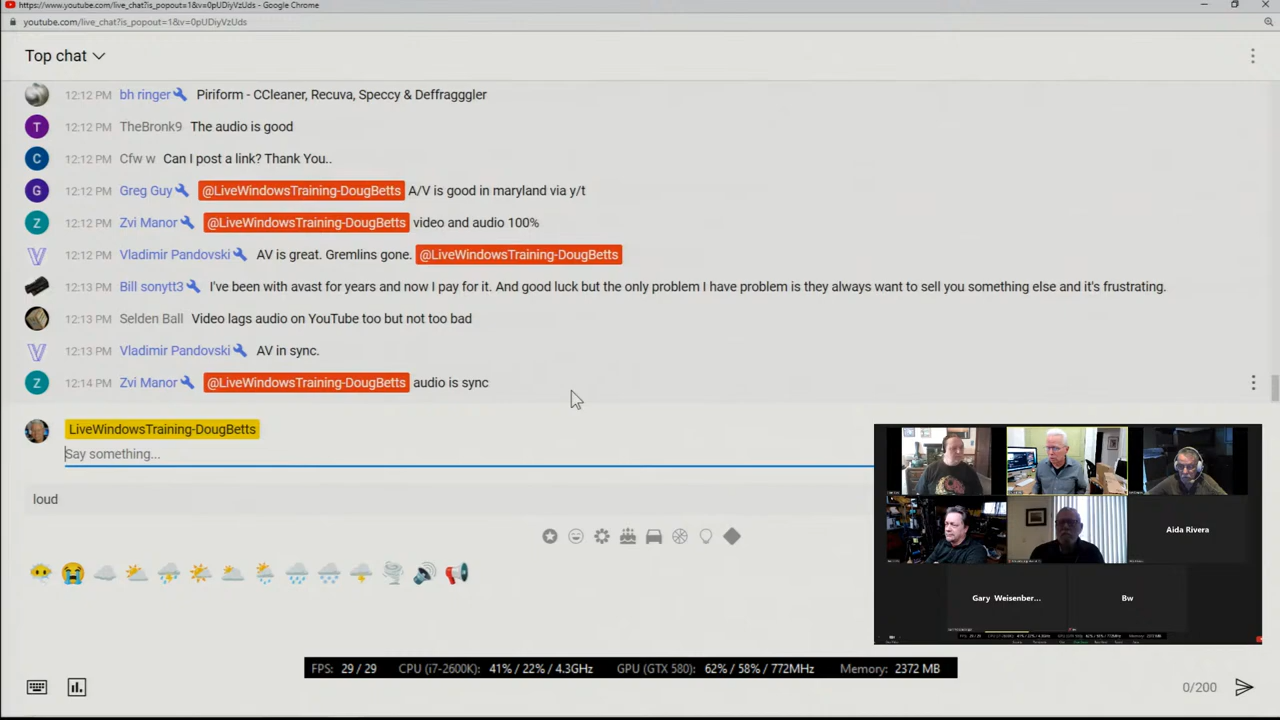 https://www.youtube.com/live_chat?is_popout=1&v=0pUDiyVzUds - Google Chrome
youtube.com/live_chat?is_popout=1&v=0pUDiyVzUds
Top chat
12:12 PM bh ringer Piriform - CCleaner, Recuva, Speccy & Deffragggler
T 12:12 PM TheBronk9 The audio is good
C 12:12 PM Cfw w Can I post a link? Thank You..
G 12:12 PM Greg Guy @LiveWindowsTraining-DougBetts A/V is good in maryland via y/t
Z 12:12 PM Zvi Manor @LiveWindowsTraining-DougBetts video and audio 100%
12:12 PM Vladimir Pandovski AV is great. Gremlins gone. @LiveWindowsTraining-DougBetts
12:13 PM Bill sonytt3 I've been with avast for years and now I pay for it. And good luck but the only problem I have problem is they always want to sell you something else and it's frustrating.
12:13 PM Selden Ball Video lags audio on YouTube too but not too bad
12:13 PM Vladimir Pandovski AV in sync.
Z 12:14 PM Zvi Manor @LiveWindowsTraining-DougBetts audio is sync
LiveWindowsTraining-DougBetts
Say something...
loud
Aida Rivera
Gary Weisenber...
Bw
FPS: 29 / 29 CPU (i7-2600K): 41% / 22% / 4.3GHz GPU (GTX 580): 62% / 58% / 772MHz Memory: 2372 MB
0/200